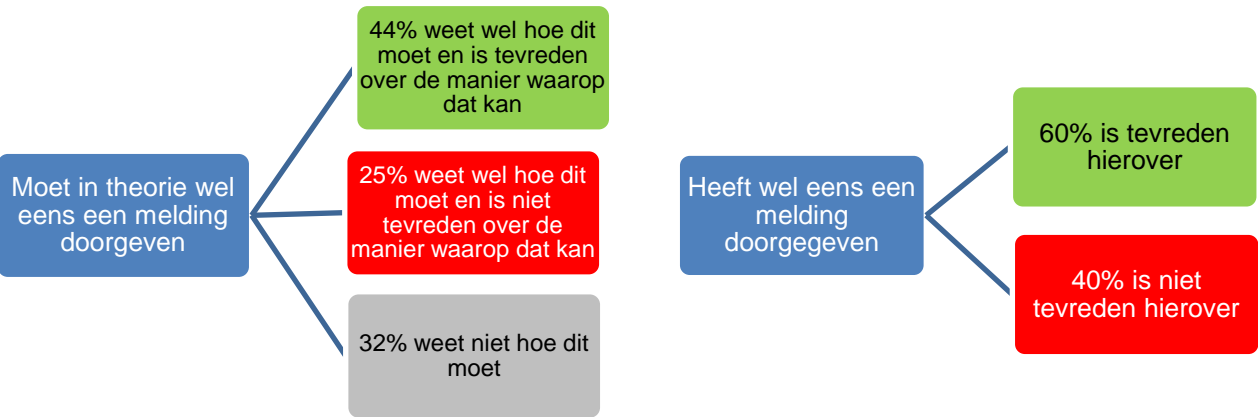 Moet in theorie wel
eens een melding
doorgeven
44% weet wel hoe dit
moet en is tevreden
over de manier waarop
dat kan
25% weet wel hoe dit
moet en is niet
tevreden over de
manier waarop dat kan
32% weet niet hoe dit
moet
Heeft wel eens een
melding
doorgegeven
60% is tevreden
hierover
40% is niet
tevreden hierover